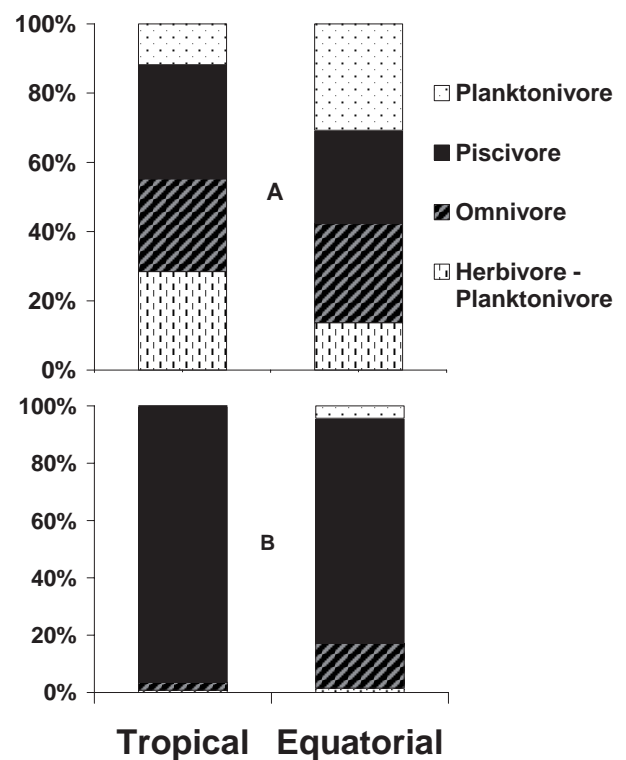 100%
80%
60%
40%
20%
0%
A
Planktonivore
Piscivore
Omnivore
Herbivore -
Planktonivore
100%
80%
60%
40%
20%
0%
B
Tropical Equatorial